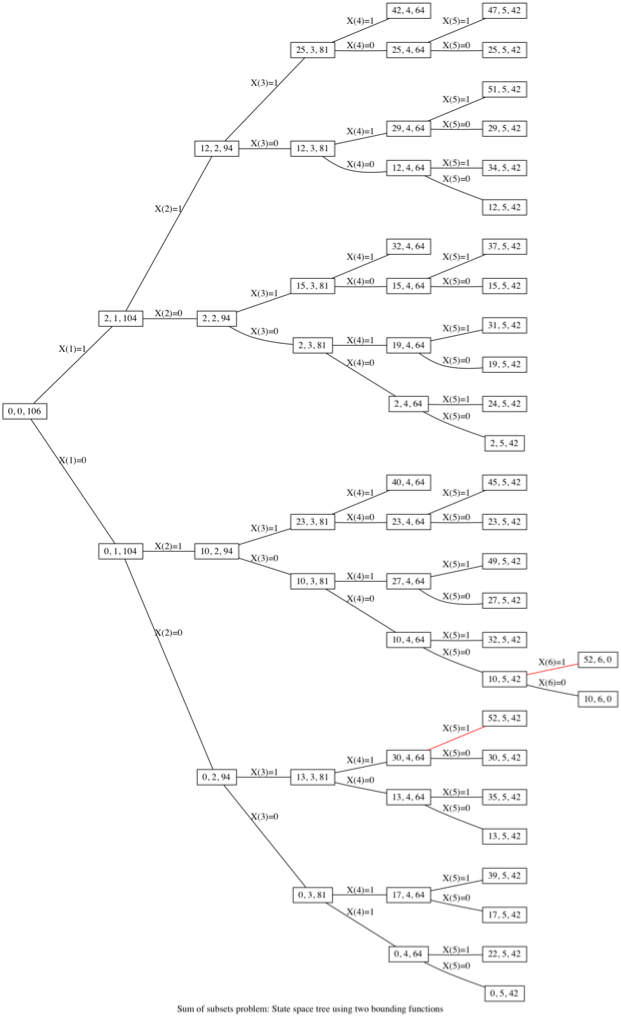 42, 4, 64
47, 5, 42
X(4)=1
X(5)=1
25, 3, 81
X(4)=0
25, 4, 64
X(5)=0
25, 5, 42
X(3)=1
51, 5, 42
X(5)=1
X(4)=1
29, 4, 64
X(5)=0
29, 5, 42
12, 2, 94
X(3)=0
12, 3, 81
X(4)=0
12, 4, 64
X(5)=1
34, 5, 42
X(5)=0
12, 5, 42
X(2)=1
32, 4, 64
37, 5, 42
X(4)=1
X(5)=1
15, 3, 81
X(4)=0
15, 4, 64
X(5)=0
15, 5, 42
X(3)=1
2, 1, 104
X(2)=0
2, 2, 94
X(3)=0
31, 5, 42
X(5)=1
2, 3, 81
X(4)=1
19, 4, 64
X(5)=0
19, 5, 42
X(4)=0
X(1)=1
2, 4, 64
X(5)=1
24, 5, 42
X(5)=0
0, 0, 106
2, 5, 42
X(1)=0
40, 4, 64
45, 5, 42
X(4)=1
X(5)=1
23, 3, 81
X(4)=0
23, 4, 64
X(5)=0
23, 5, 42
X(3)=1
0, 1, 104
X(2)=1
10, 2, 94
X(3)=0
49, 5, 42
X(5)=1
10, 3, 81
X(4)=1
27, 4, 64
X(5)=0
27, 5, 42
X(4)=0
X(2)=0
10, 4, 64
X(5)=1
32, 5, 42
X(5)=0
X(6)=1
52, 6, 0
10, 5, 42
X(6)=0
10, 6, 0
52, 5, 42
X(5)=1
X(4)=1
30, 4, 64
X(5)=0
30, 5, 42
0, 2, 94
X(3)=1
13, 3, 81
X(4)=0
13, 4, 64
X(5)=1
35, 5, 42
X(5)=0
X(3)=0
13, 5, 42
39, 5, 42
X(5)=1
0, 3, 81
X(4)=1
17, 4, 64
X(5)=0
17, 5, 42
X(4)=1
0, 4, 64
X(5)=1
22, 5, 42
X(5)=0
0, 5, 42
Sum of subsets problem: State space tree using two bounding functions